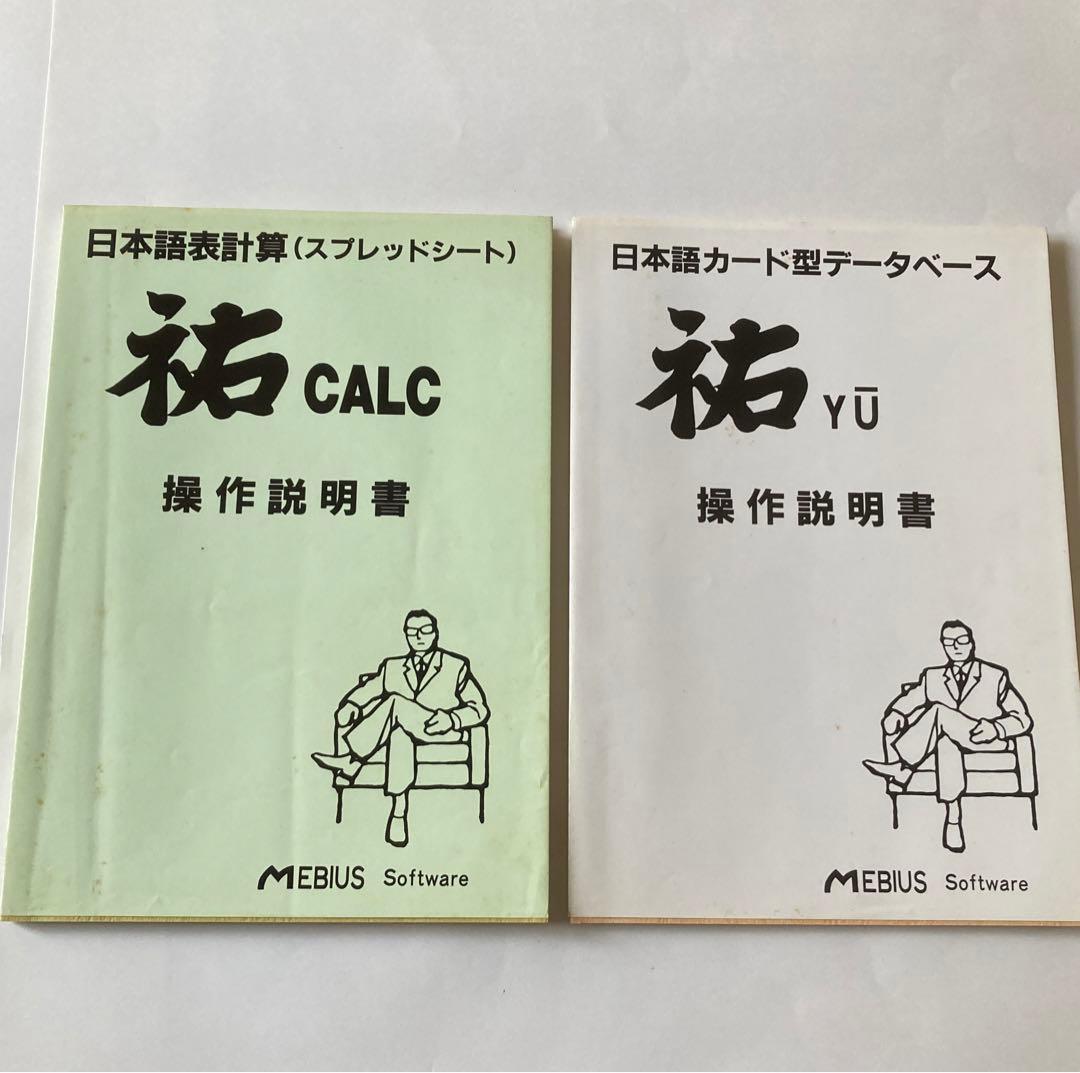 日本語表計算(スプレッドシート)
祐 CALC
操作説明書
MEBIUS Software
日本語カード型データベース
祐 YŪ
操作説明書
MEBIUS Software